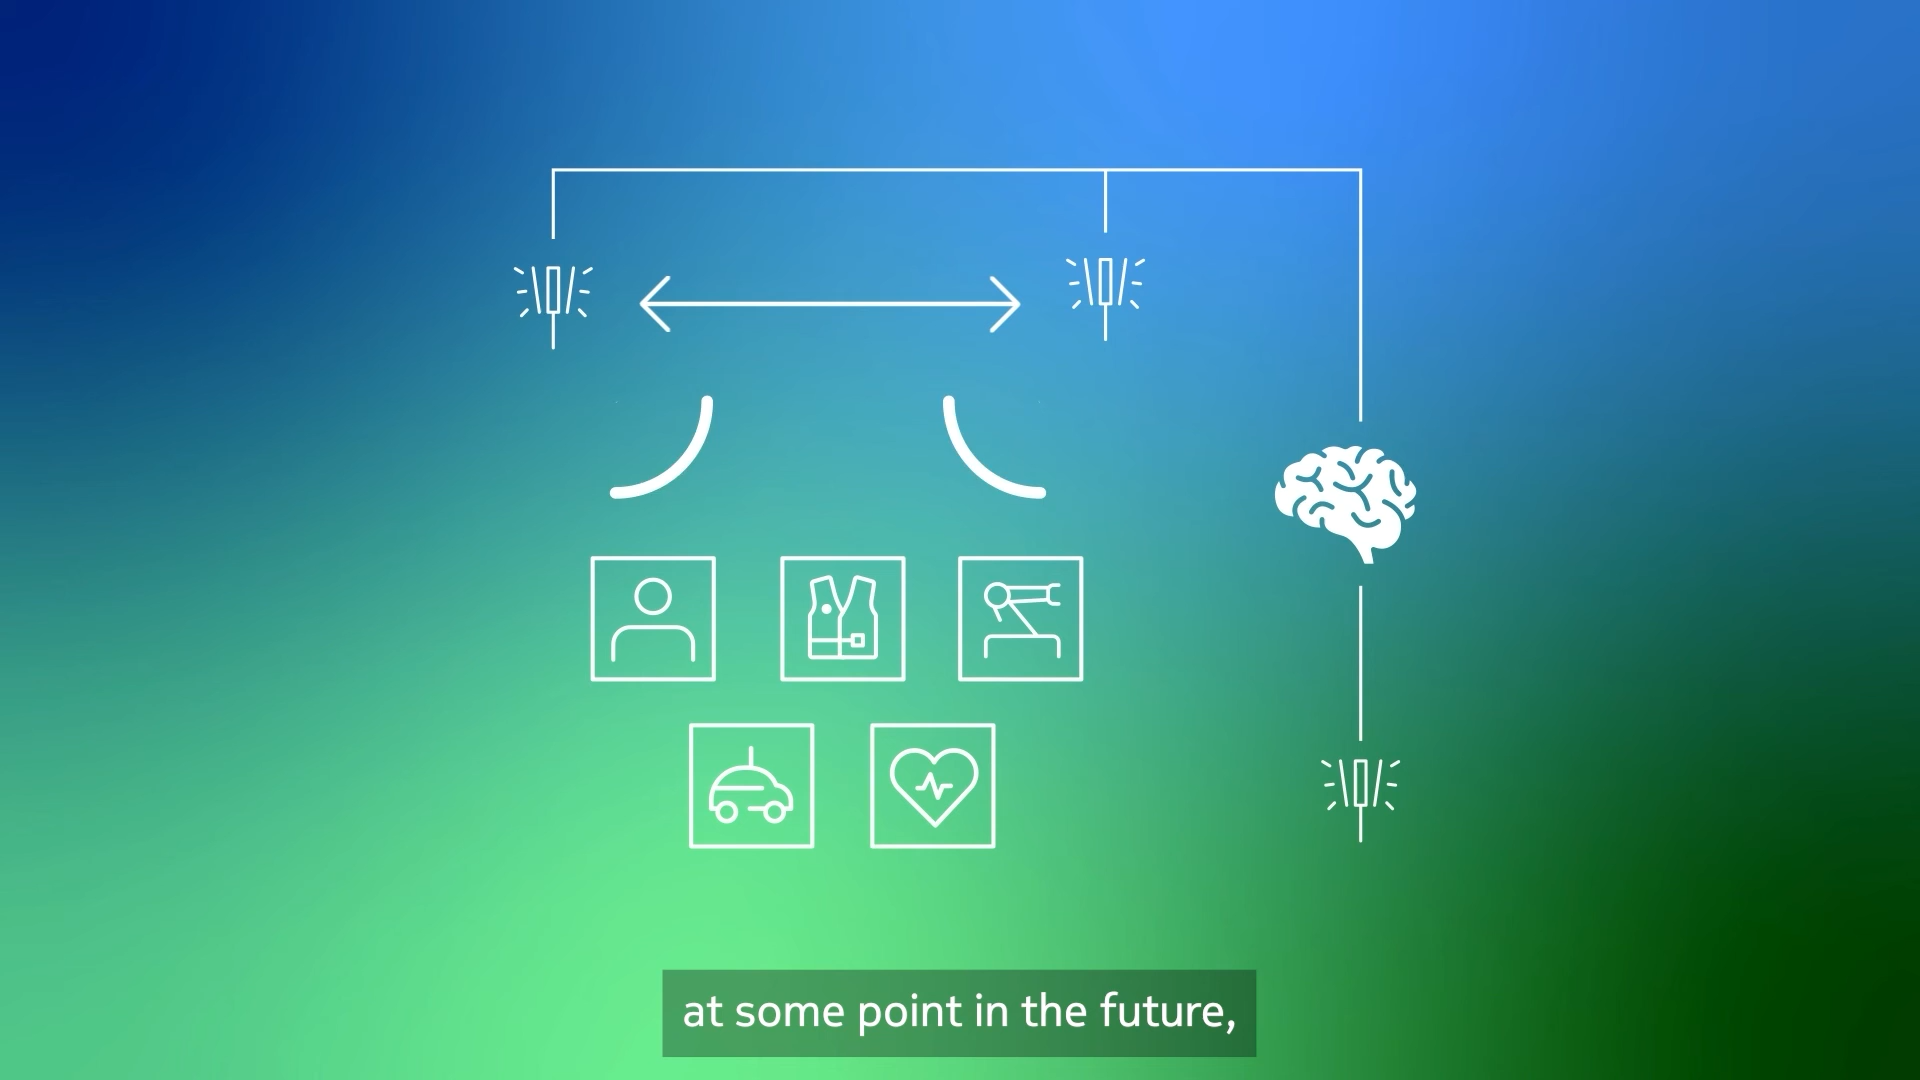 at some point in the future,